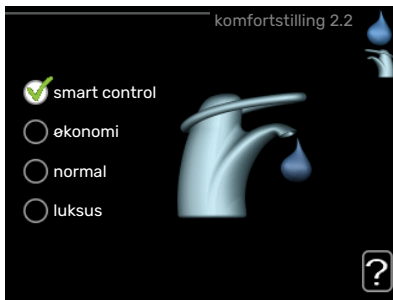 komfortstilling 2.2
smart control
økonomi
normal
luksus
?